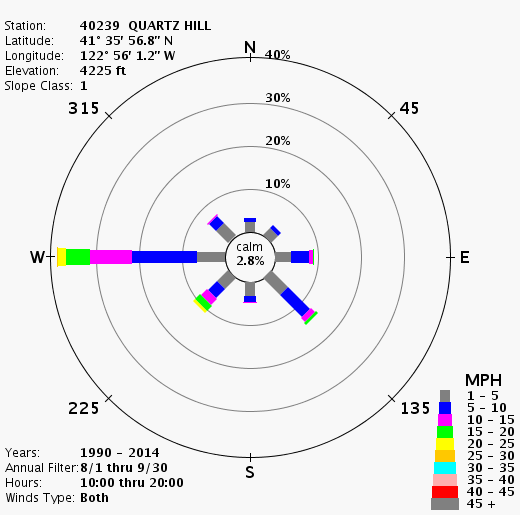 Station: 40239 QUARTZ HILL
Latitude: 41° 35′ 56.8″ N
Longitude: 122° 56′ 1.2″ W
Elevation: 4225 ft
Slope Class: 1
N
40%
315
45
30%
20%
10%
W
calm
2.8%
E
225
135
S
MPH
1 - 5
5 - 10
10 - 15
15 - 20
20 - 25
25 - 30
30 - 35
35 - 40
40 - 45
45 +
Years: 1990 - 2014
Annual Filter: 8/1 thru 9/30
Hours: 10:00 thru 20:00
Winds Type: Both